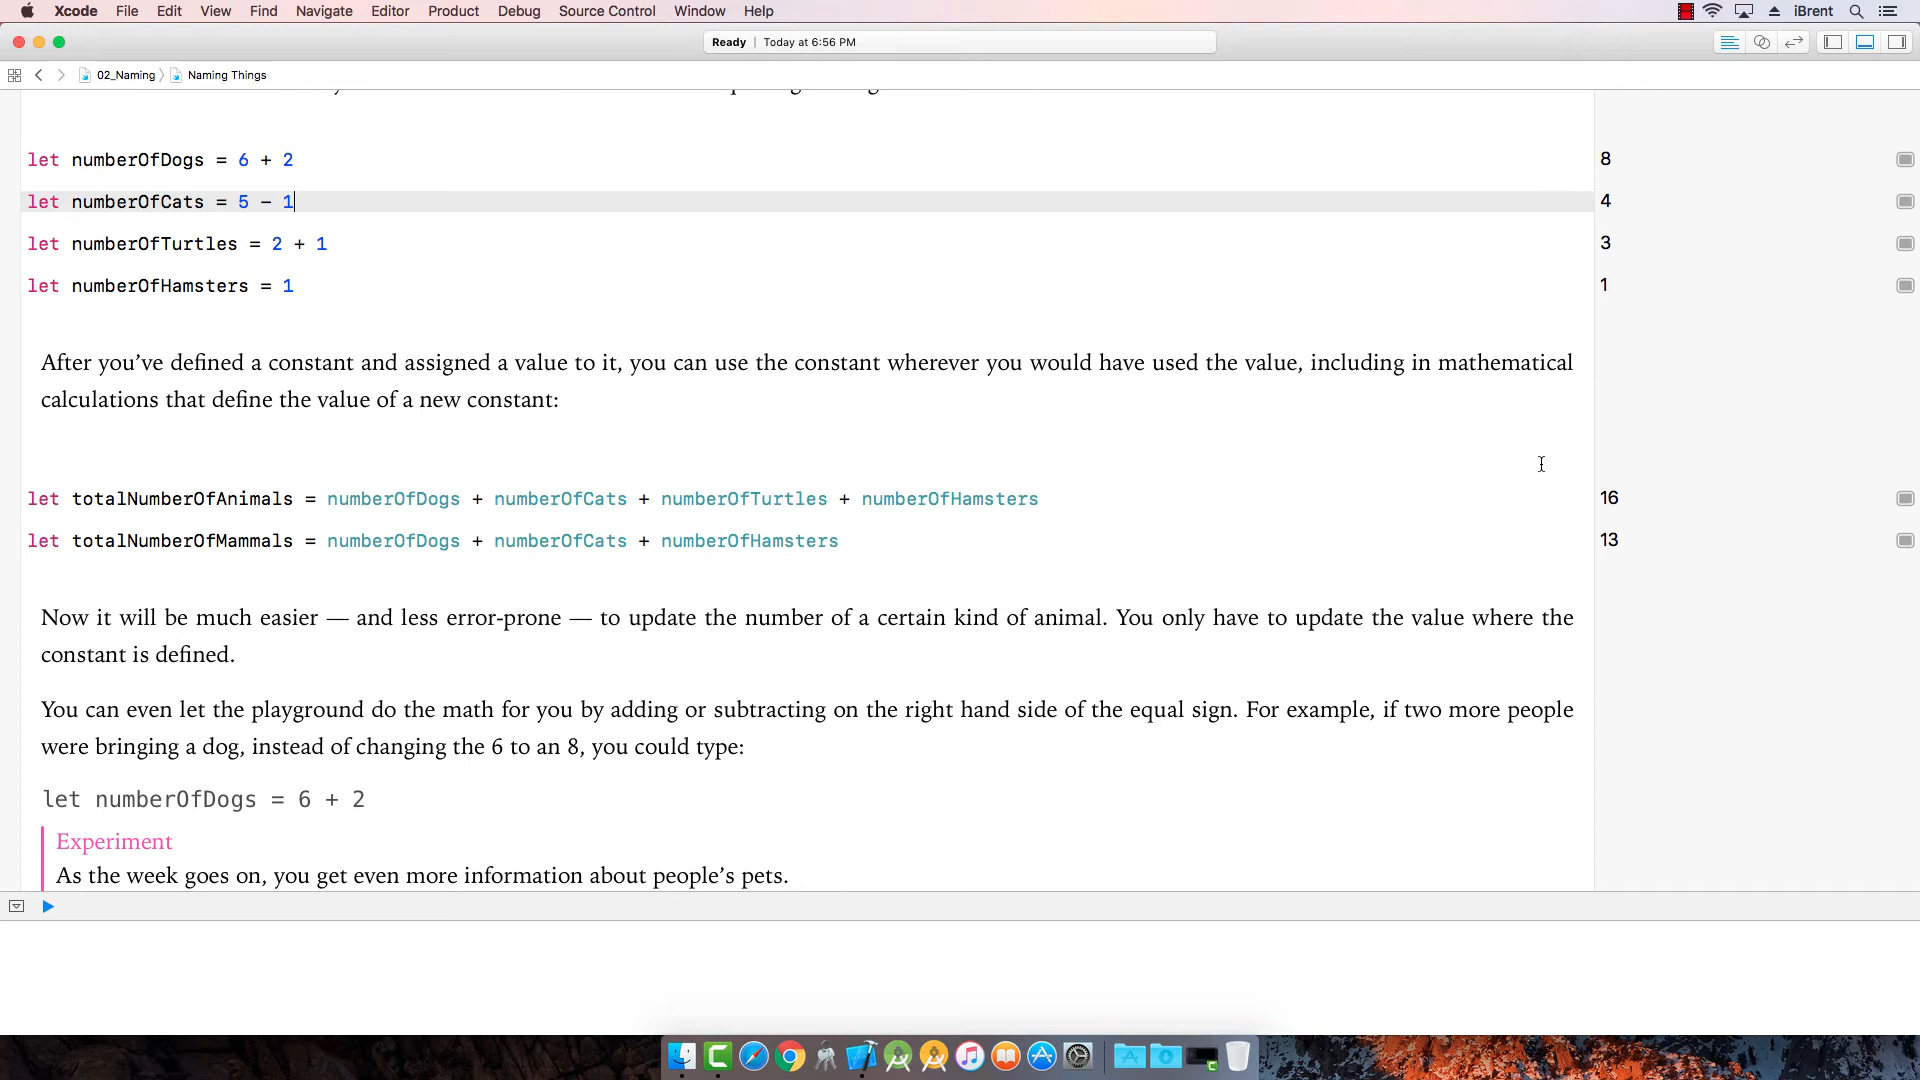 Xcode File Edit View Find Navigate Editor Product Debug Source Control Window Help iBrent
Ready | Today at 6:56 PM
02_Naming Naming Things
let numberOfDogs = 6 + 2 8
let numberOfCats = 5 - 1 4
let numberOfTurtles = 2 + 1 3
let numberOfHamsters = 1 1
After you’ve defined a constant and assigned a value to it, you can use the constant wherever you would have used the value, including in mathematical
calculations that define the value of a new constant:
let totalNumberOfAnimals = numberOfDogs + numberOfCats + numberOfTurtles + numberOfHamsters 16
let totalNumberOfMammals = numberOfDogs + numberOfCats + numberOfHamsters 13
Now it will be much easier — and less error-prone — to update the number of a certain kind of animal. You only have to update the value where the
constant is defined.
You can even let the playground do the math for you by adding or subtracting on the right hand side of the equal sign. For example, if two more people
were bringing a dog, instead of changing the 6 to an 8, you could type:
let numberOfDogs = 6 + 2
Experiment
As the week goes on, you get even more information about people’s pets.